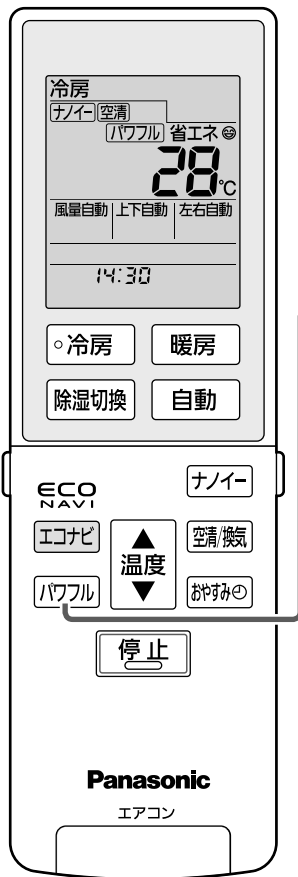 冷房
ナノイー 空清
パワフル 省エネ
28℃
風量自動 上下自動 左右自動
14:30
冷房 暖房
除湿切換 自動
ECO NAVI
ナノイー
エコナビ
▲ 温度 ▼
空清/換気
パワフル
おやすみ
停止
Panasonic
エアコン